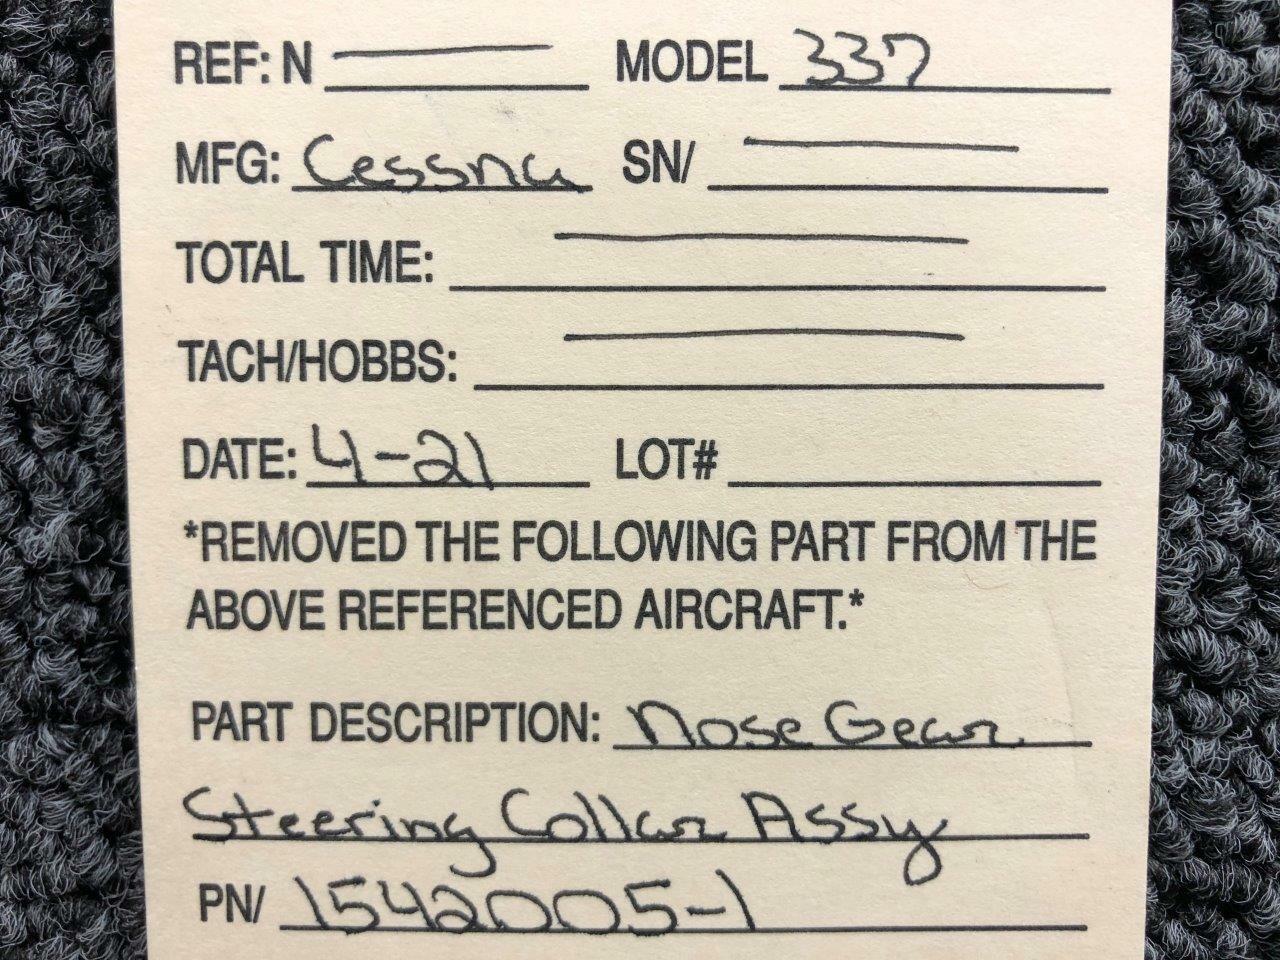 REF: N MODEL 337
MFG: Cessna SN/
TOTAL TIME:
TACH/HOBBS:
DATE: 4-21 LOT#
*REMOVED THE FOLLOWING PART FROM THE
ABOVE REFERENCED AIRCRAFT.*
PART DESCRIPTION: Nose Gear
Steering Collar Assy
PN/ 1542005-1